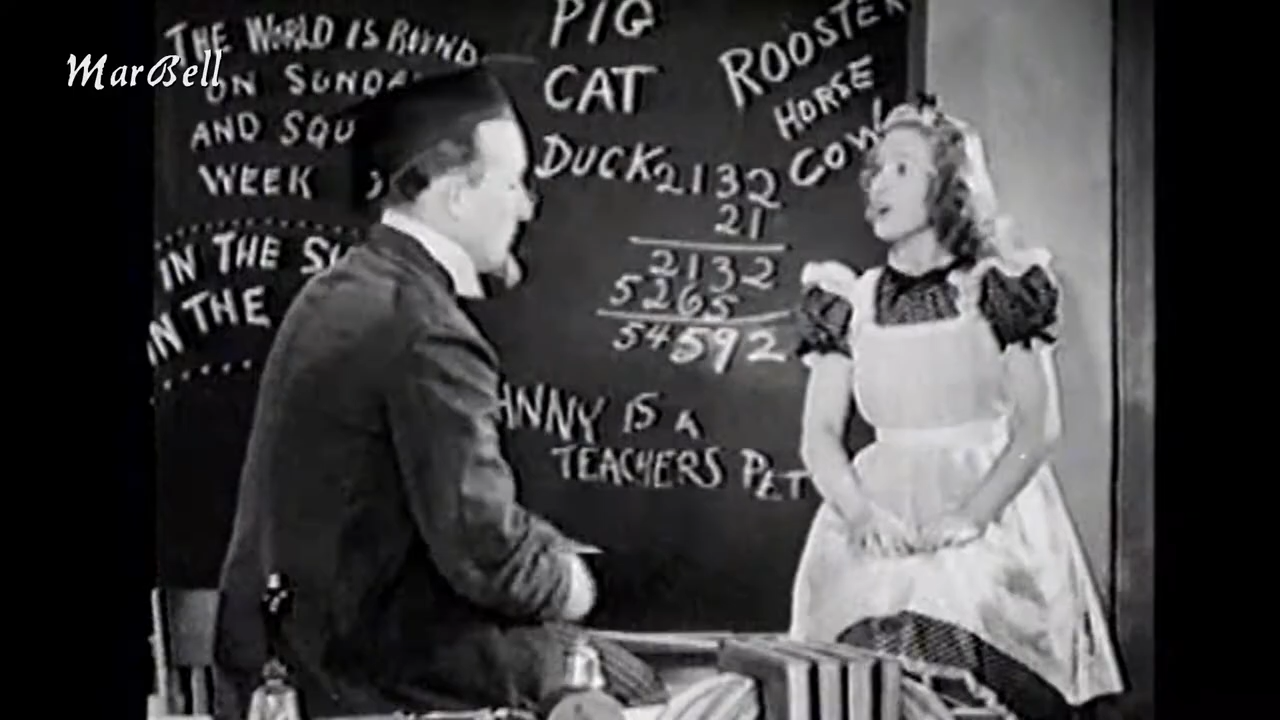 MarBell
THE WORLD IS ROUND
ON SUNDA
AND SQU
WEEK
IN THE
IN THE
PIG
CAT
DUCK
ROOSTER
HORSE
COW
2132
21
2132
5265
54592
NNY IS A
TEACHERS PET